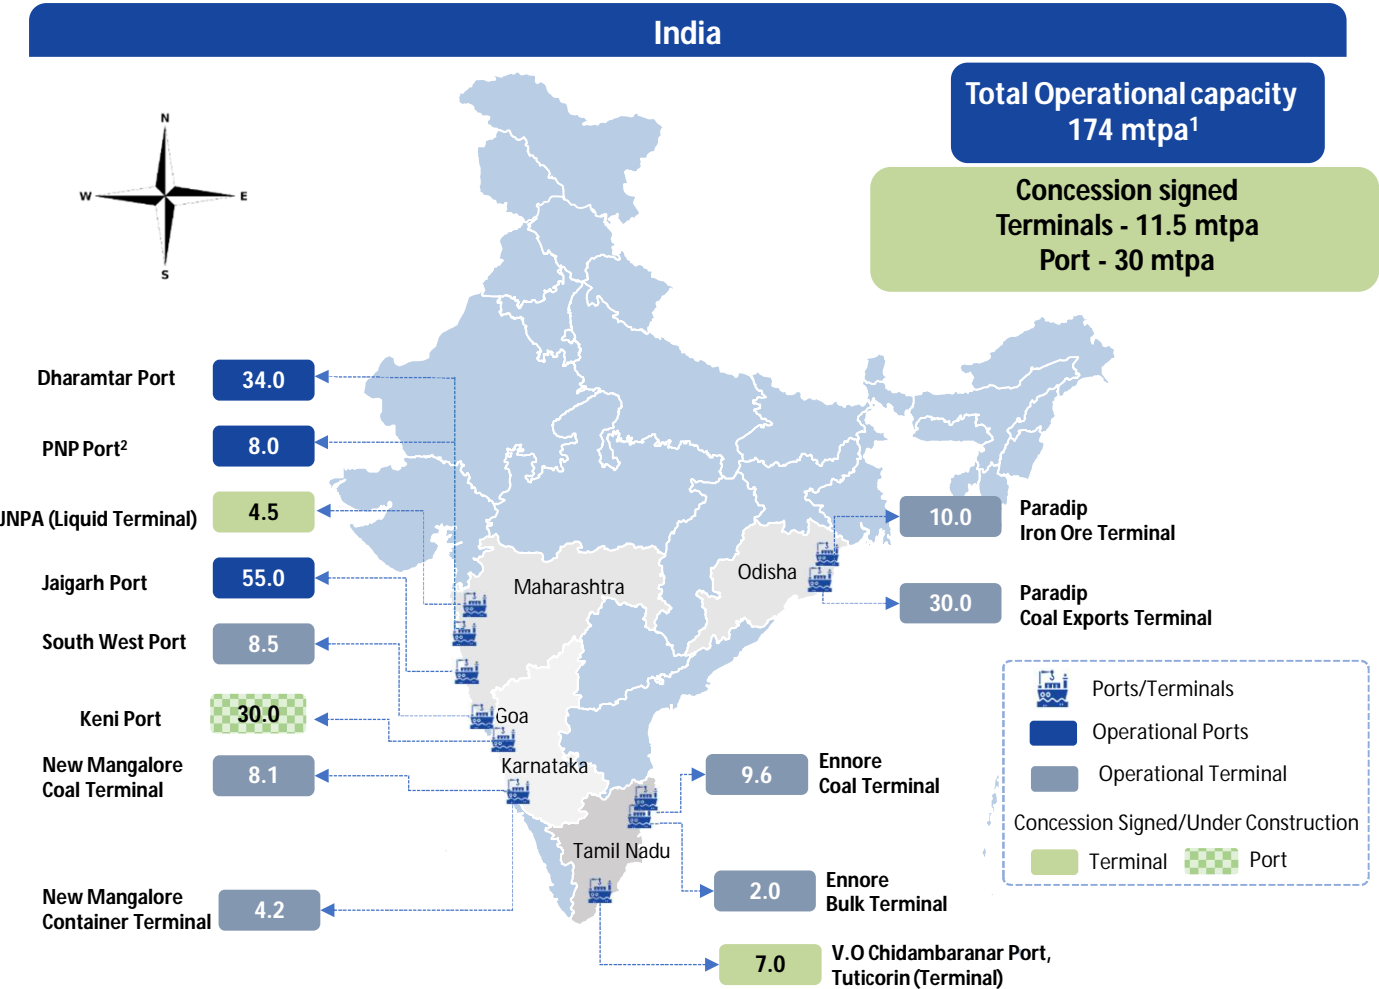 India
Total Operational capacity
174 mtpa¹
Concession signed
Terminals - 11.5 mtpa
Port - 30 mtpa
N
W
E
S
Dharamtar Port
34.0
PNP Port²
8.0
JNPA (Liquid Terminal)
4.5
Jaigarh Port
55.0
South West Port
8.5
Keni Port
30.0
New Mangalore
Coal Terminal
8.1
New Mangalore
Container Terminal
4.2
Maharashtra
Odisha
Goa
Karnataka
Tamil Nadu
10.0
Paradip
Iron Ore Terminal
30.0
Paradip
Coal Exports Terminal
9.6
Ennore
Coal Terminal
2.0
Ennore
Bulk Terminal
7.0
V.O Chidambaranar Port,
Tuticorin (Terminal)
Ports/Terminals
Operational Ports
Operational Terminal
Concession Signed/Under Construction
Terminal
Port